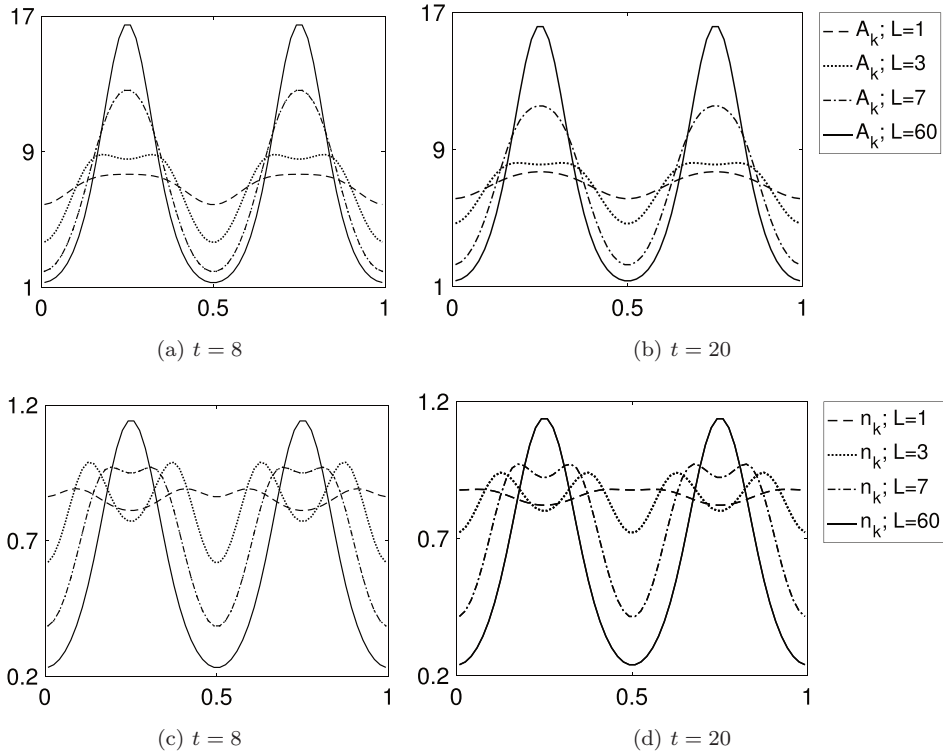 17
9
1
0
0.5
1
(a) t = 8
17
9
1
0
0.5
1
(b) t = 20
A_k; L=1
A_k; L=3
A_k; L=7
A_k; L=60
1.2
0.7
0.2
0
0.5
1
(c) t = 8
1.2
0.7
0.2
0
0.5
1
(d) t = 20
n_k; L=1
n_k; L=3
n_k; L=7
n_k; L=60